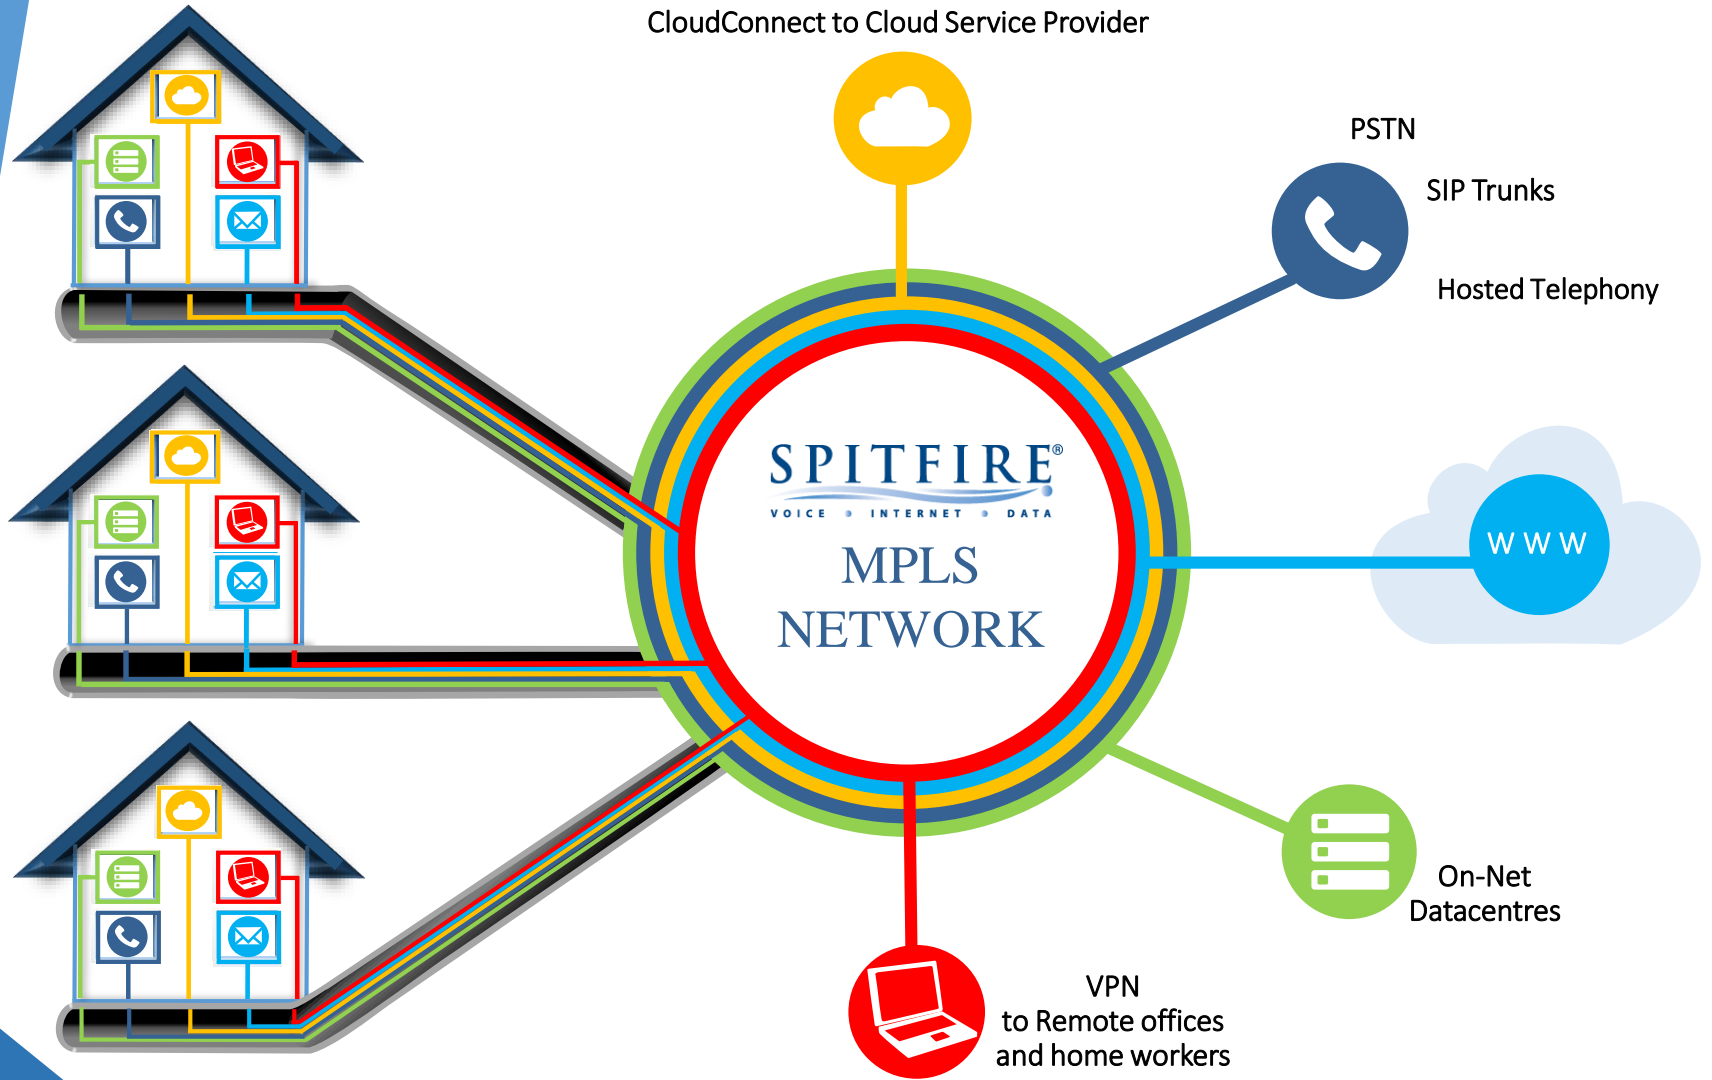 CloudConnect to Cloud Service Provider
PSTN
SIP Trunks
Hosted Telephony
SPITFIRE®
VOICE • INTERNET • DATA
MPLS
NETWORK
W W W
On-Net
Datacentres
VPN
to Remote offices
and home workers